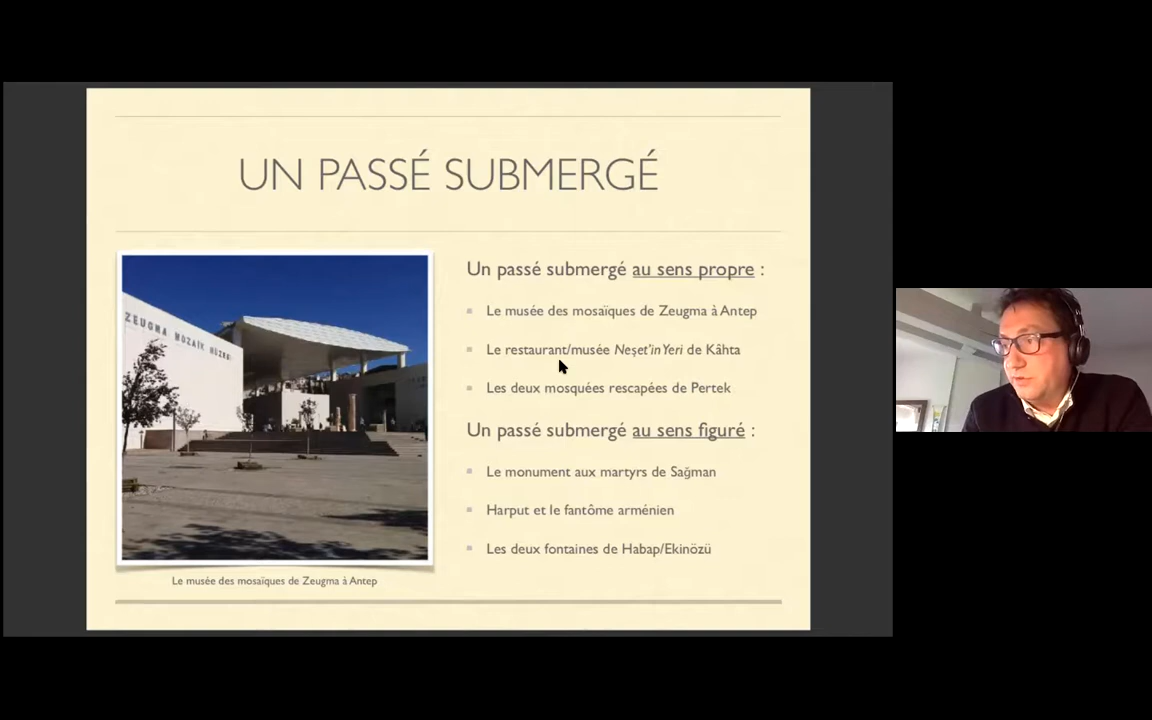 UN PASSÉ SUBMERGÉ
ZEUGMA MOZAİK MÜZESİ
Le musée des mosaïques de Zeugma à Antep
Un passé submergé au sens propre :
Le musée des mosaïques de Zeugma à Antep
Le restaurant/musée Neşet'in Yeri de Kâhta
Les deux mosquées rescapées de Pertek
Un passé submergé au sens figuré :
Le monument aux martyrs de Sağman
Harput et le fantôme arménien
Les deux fontaines de Habap/Ekinözü